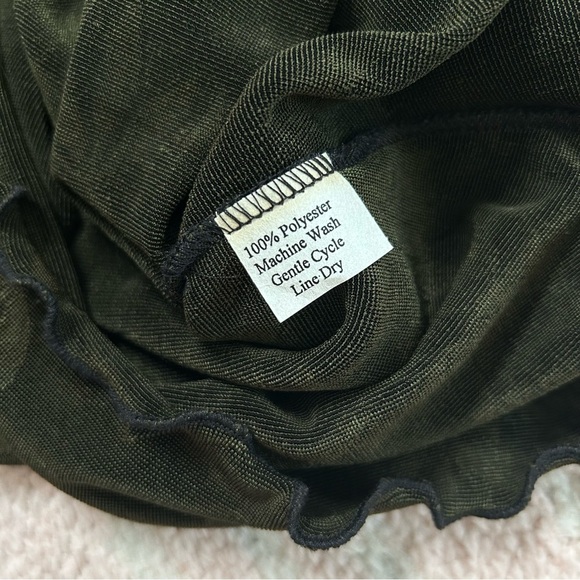 100% Polyester
Machine Wash
Gentle Cycle
Line Dry